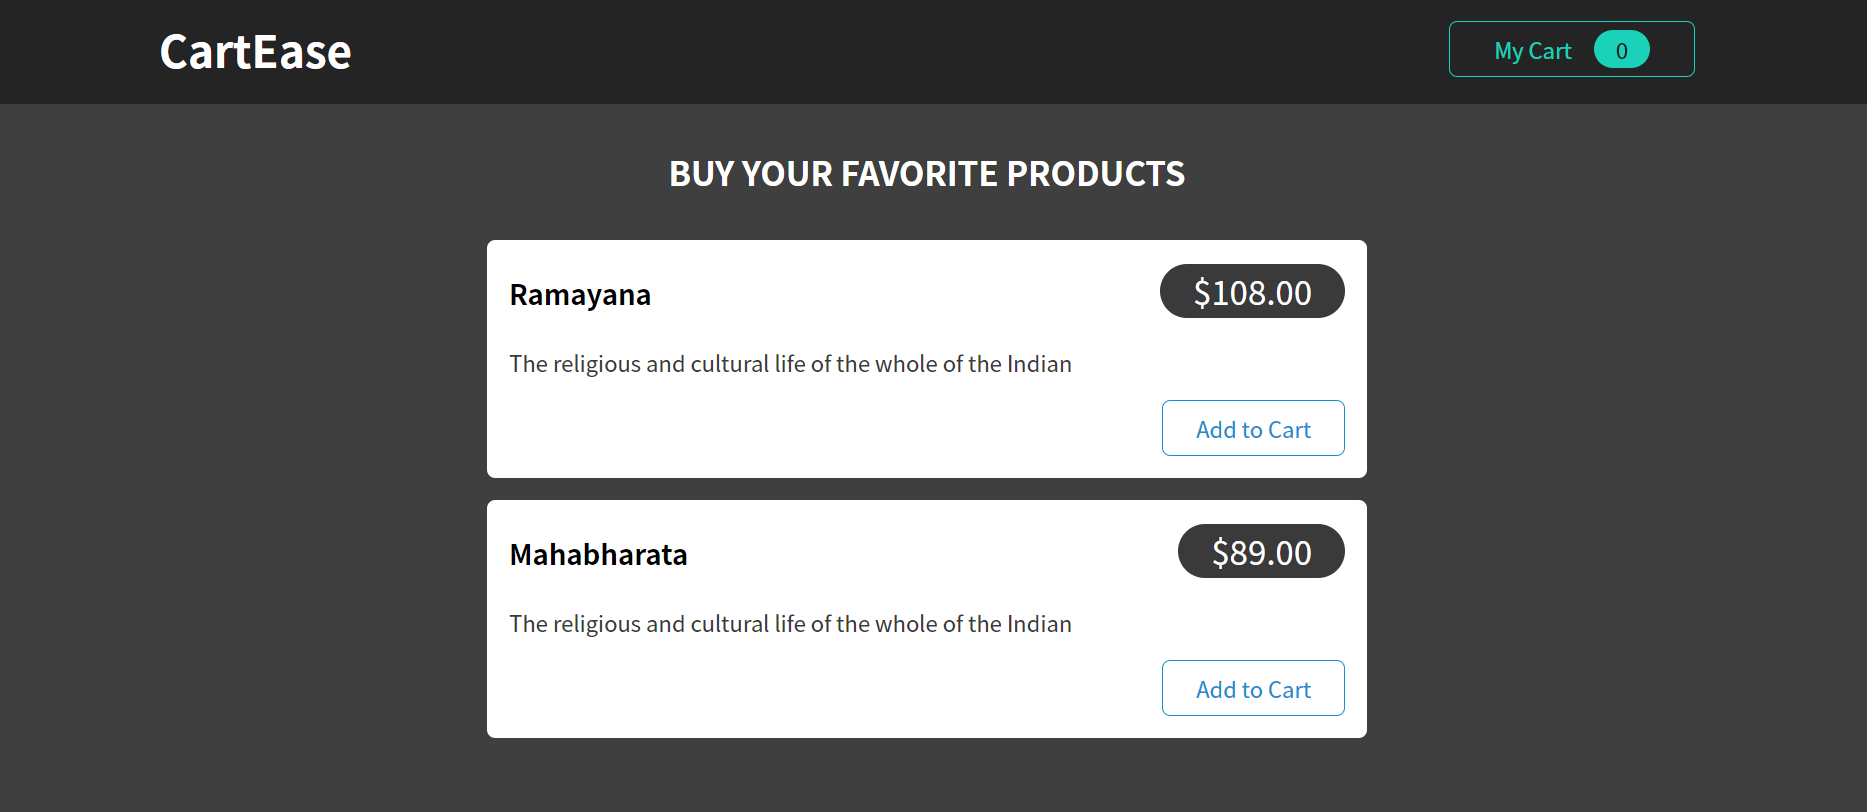 CartEase
My Cart 0
BUY YOUR FAVORITE PRODUCTS
Ramayana $108.00
The religious and cultural life of the whole of the Indian
Add to Cart
Mahabharata $89.00
The religious and cultural life of the whole of the Indian
Add to Cart